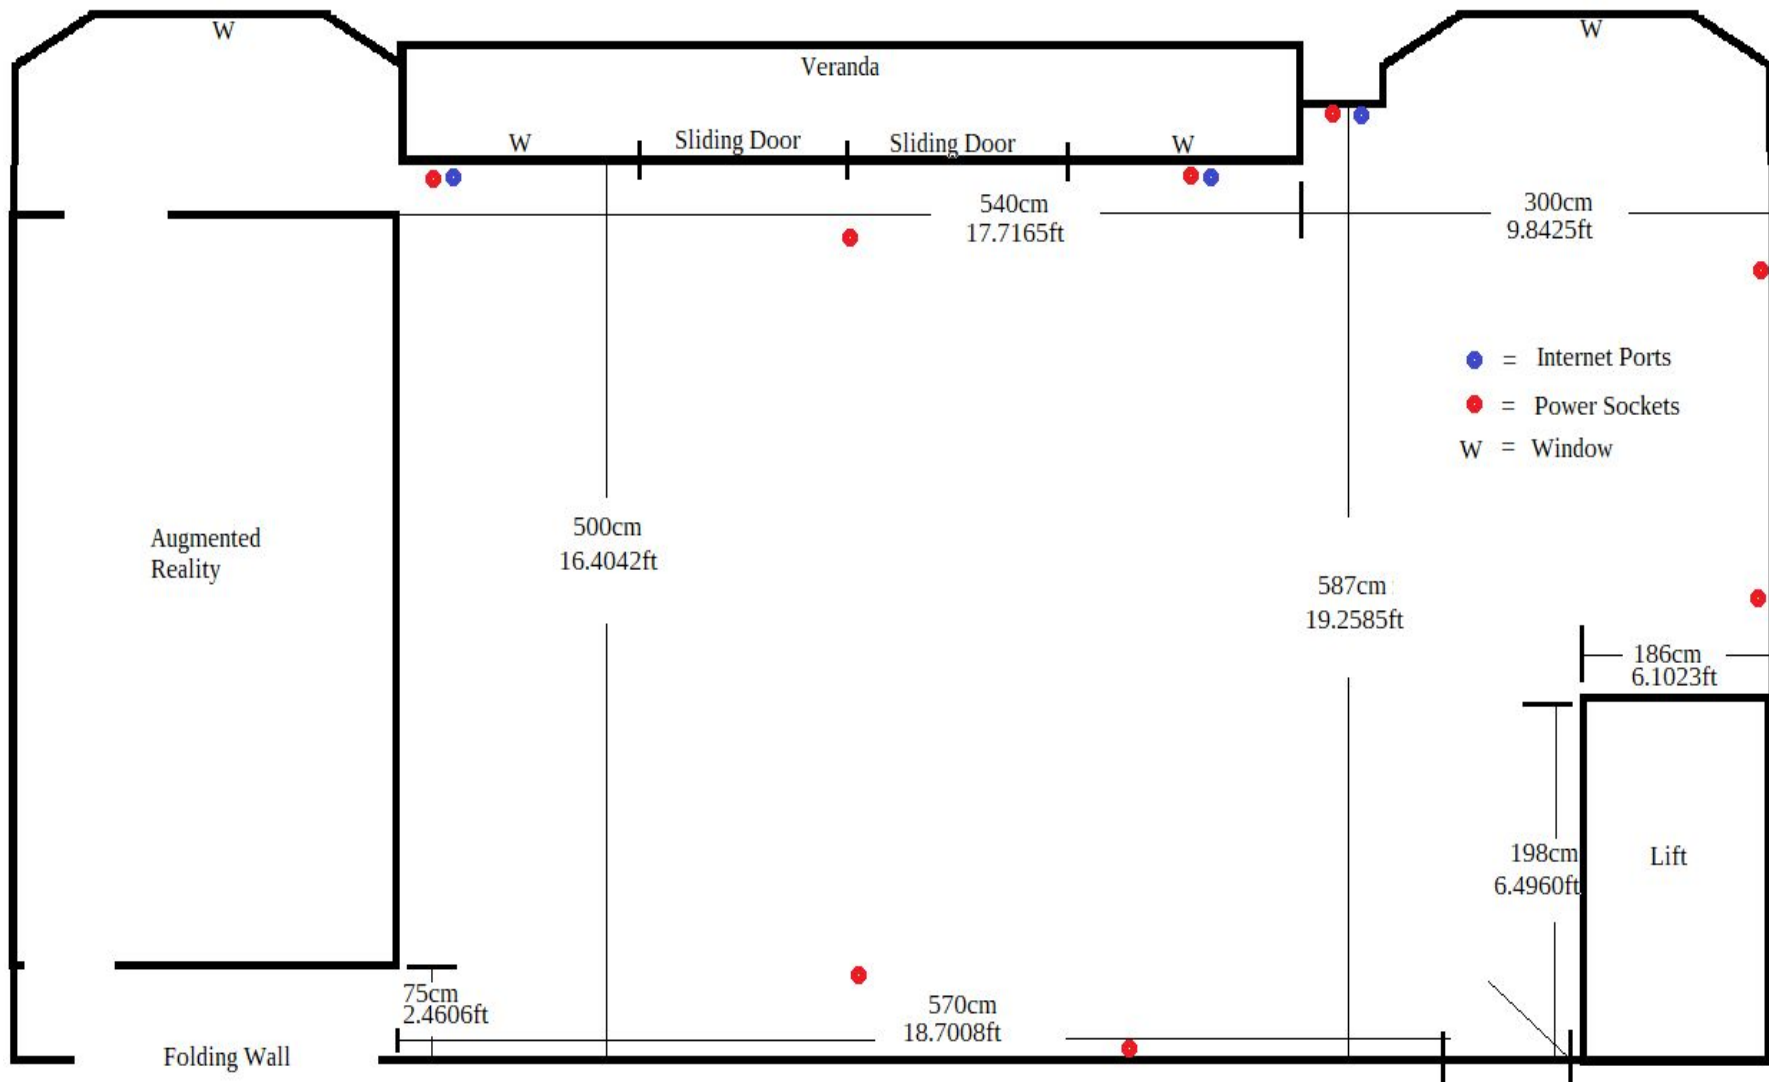 W
W
Veranda
W
Sliding Door
Sliding Door
W
540cm
17.7165ft
300cm
9.8425ft
= Internet Ports
= Power Sockets
W = Window
500cm
16.4042ft
Augmented
Reality
587cm
19.2585ft
186cm
6.1023ft
198cm
6.4960ft
Lift
75cm
2.4606ft
570cm
18.7008ft
Folding Wall